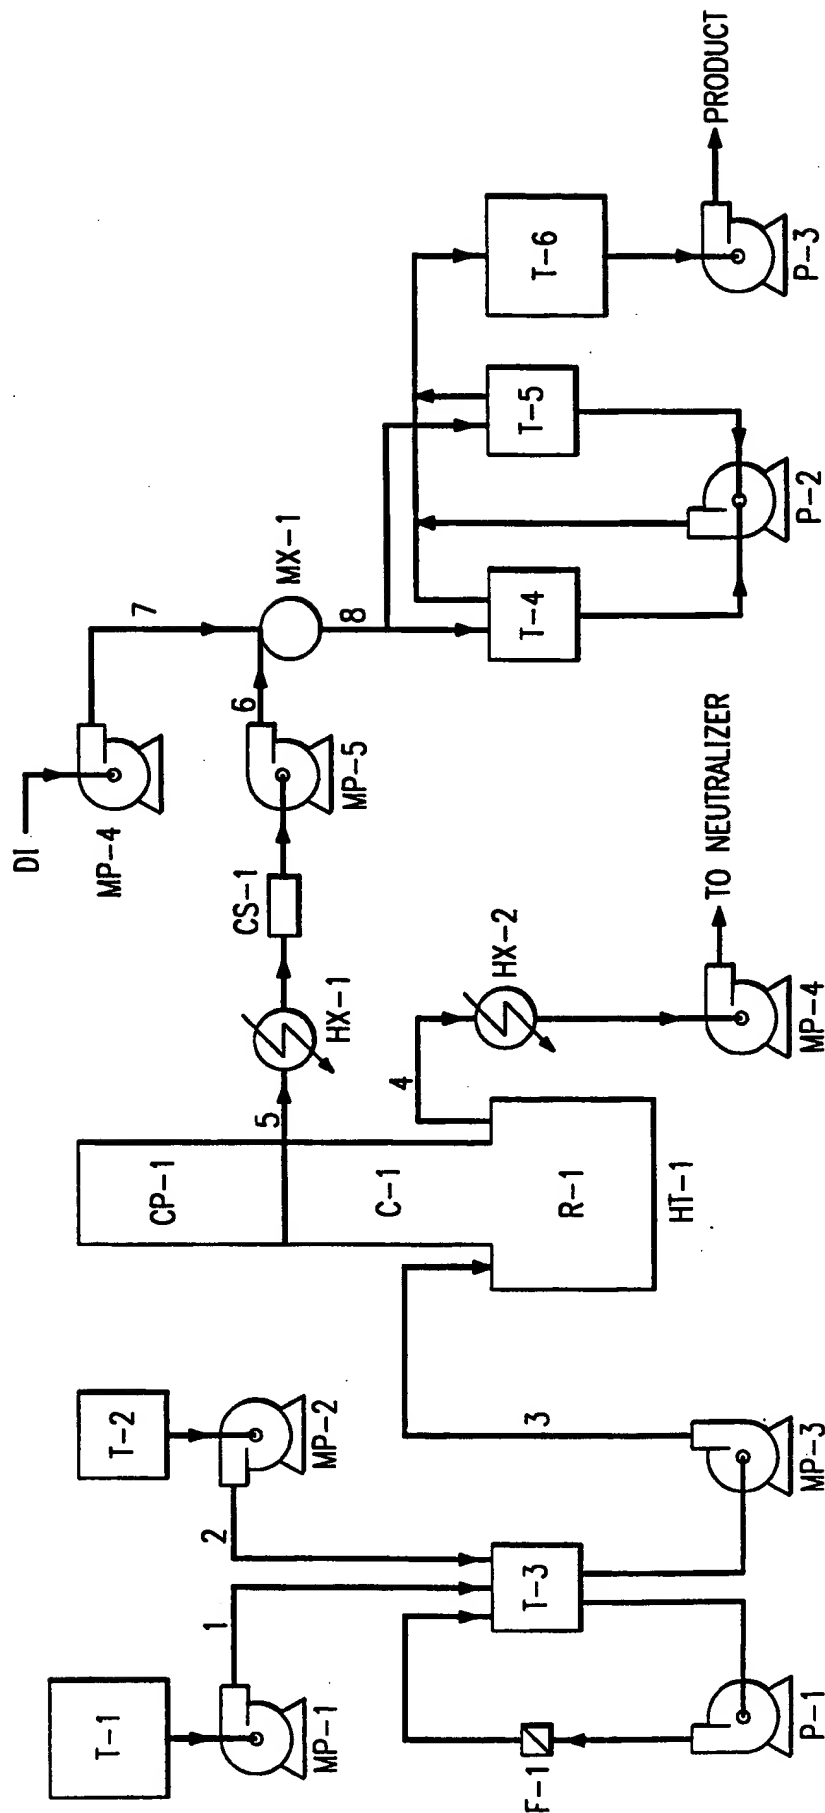 T-1
MP-1
1
T-2
MP-2
2
F-1
P-1
T-3
MP-3
3
CP-1
C-1
R-1
HT-1
4
HX-2
MP-4
TO NEUTRALIZER
5
HX-1
CS-1
MP-5
6
DI
MP-4
7
MX-1
8
T-4
T-5
P-2
T-6
P-3
PRODUCT